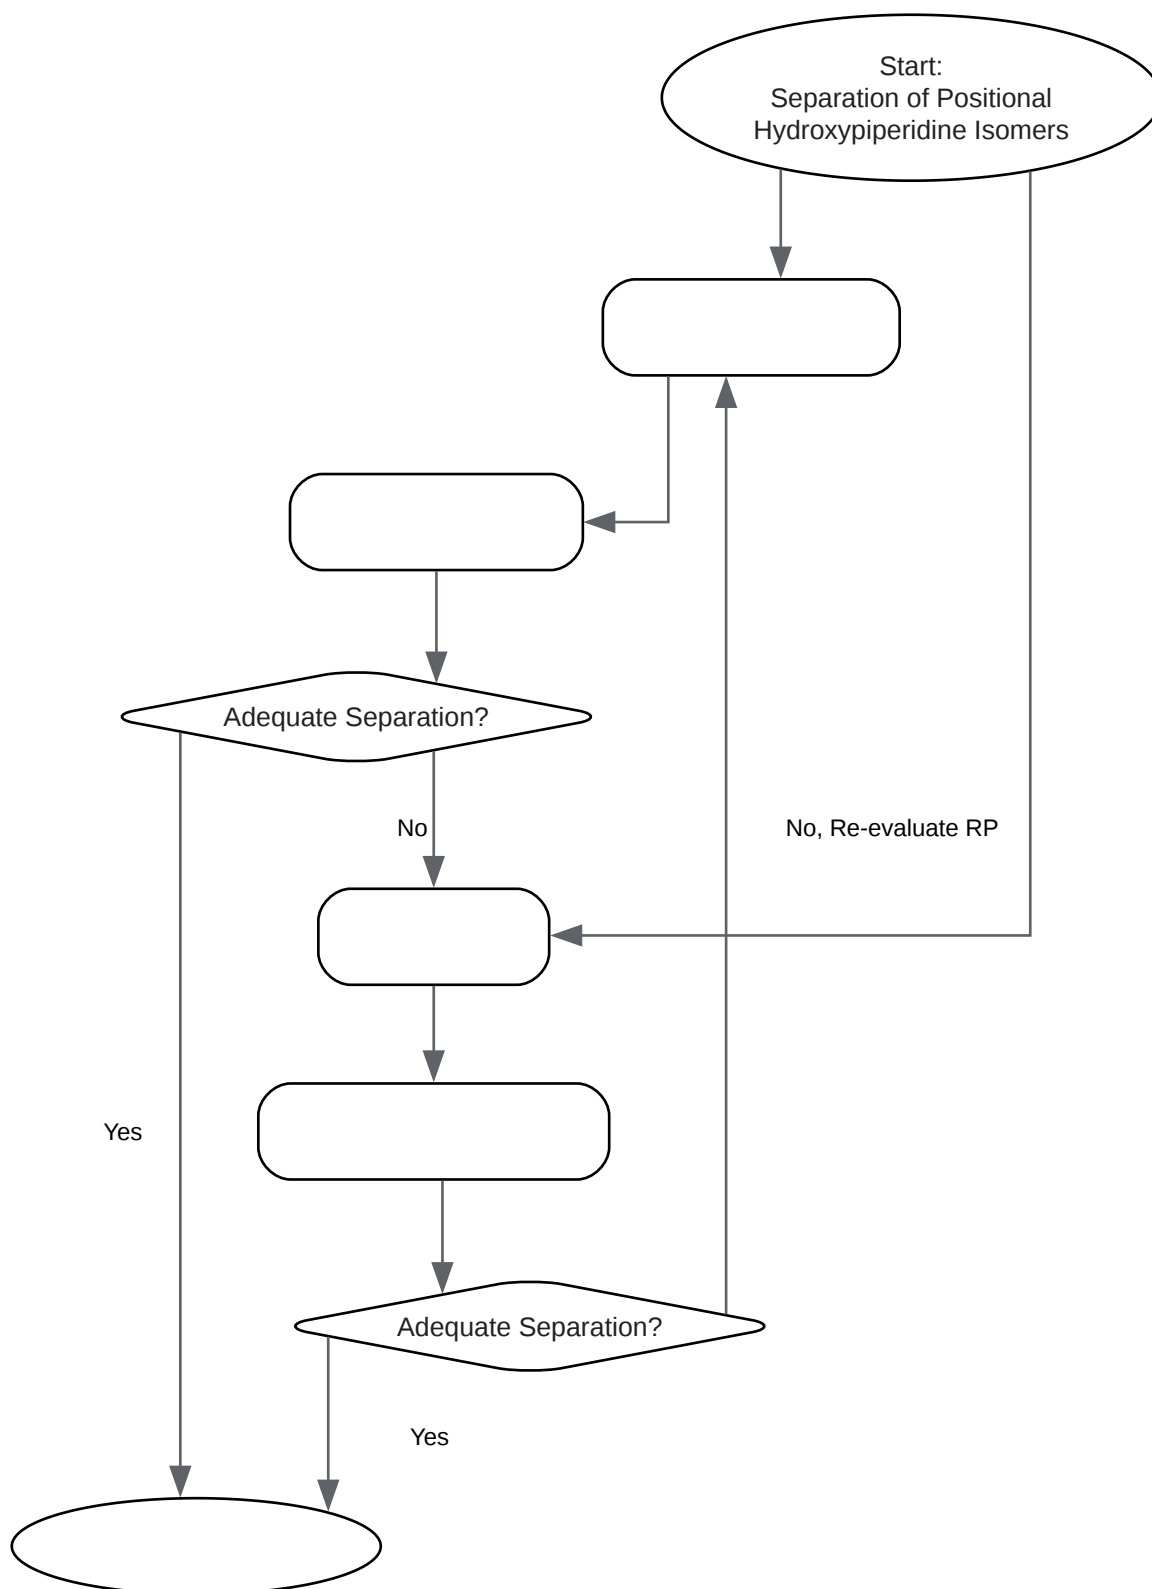 Start:
Separation of Positional
Hydroxypiperidine Isomers
Adequate Separation?
No
No, Re-evaluate RP
Yes
Adequate Separation?
Yes